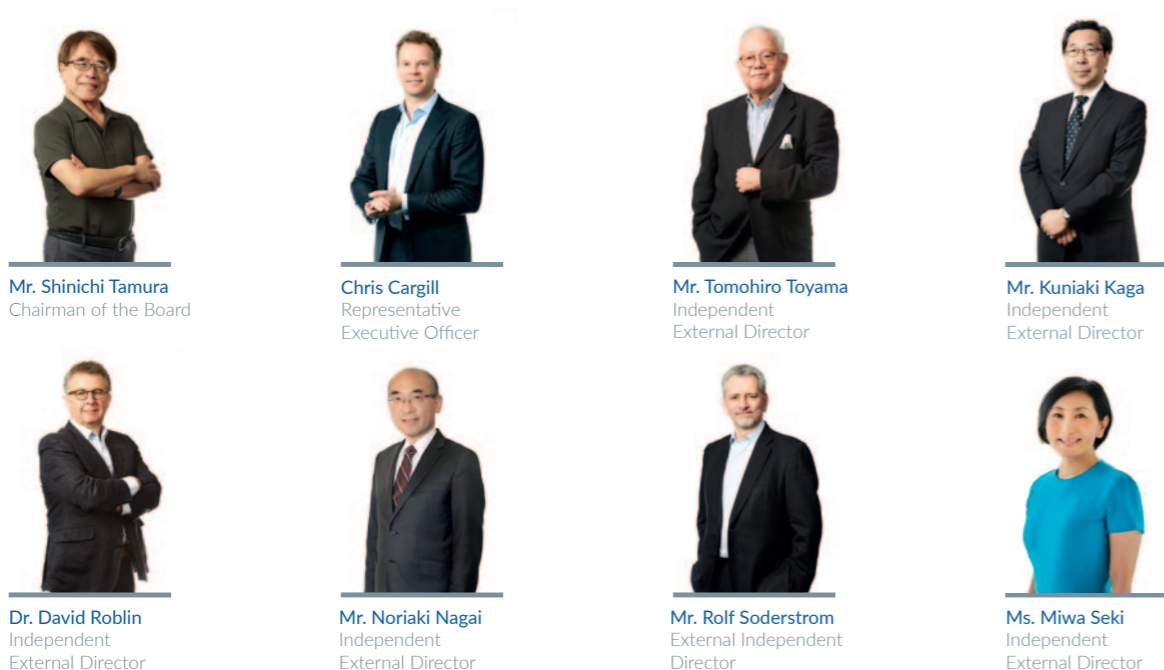 Mr. Shinichi Tamura
Chairman of the Board
Chris Cargill
Representative
Executive Officer
Mr. Tomohiro Toyama
Independent
External Director
Mr. Kuniaki Kaga
Independent
External Director
Dr. David Roblin
Independent
External Director
Mr. Noriaki Nagai
Independent
External Director
Mr. Rolf Soderstrom
External Independent
Director
Ms. Miwa Seki
Independent
External Director